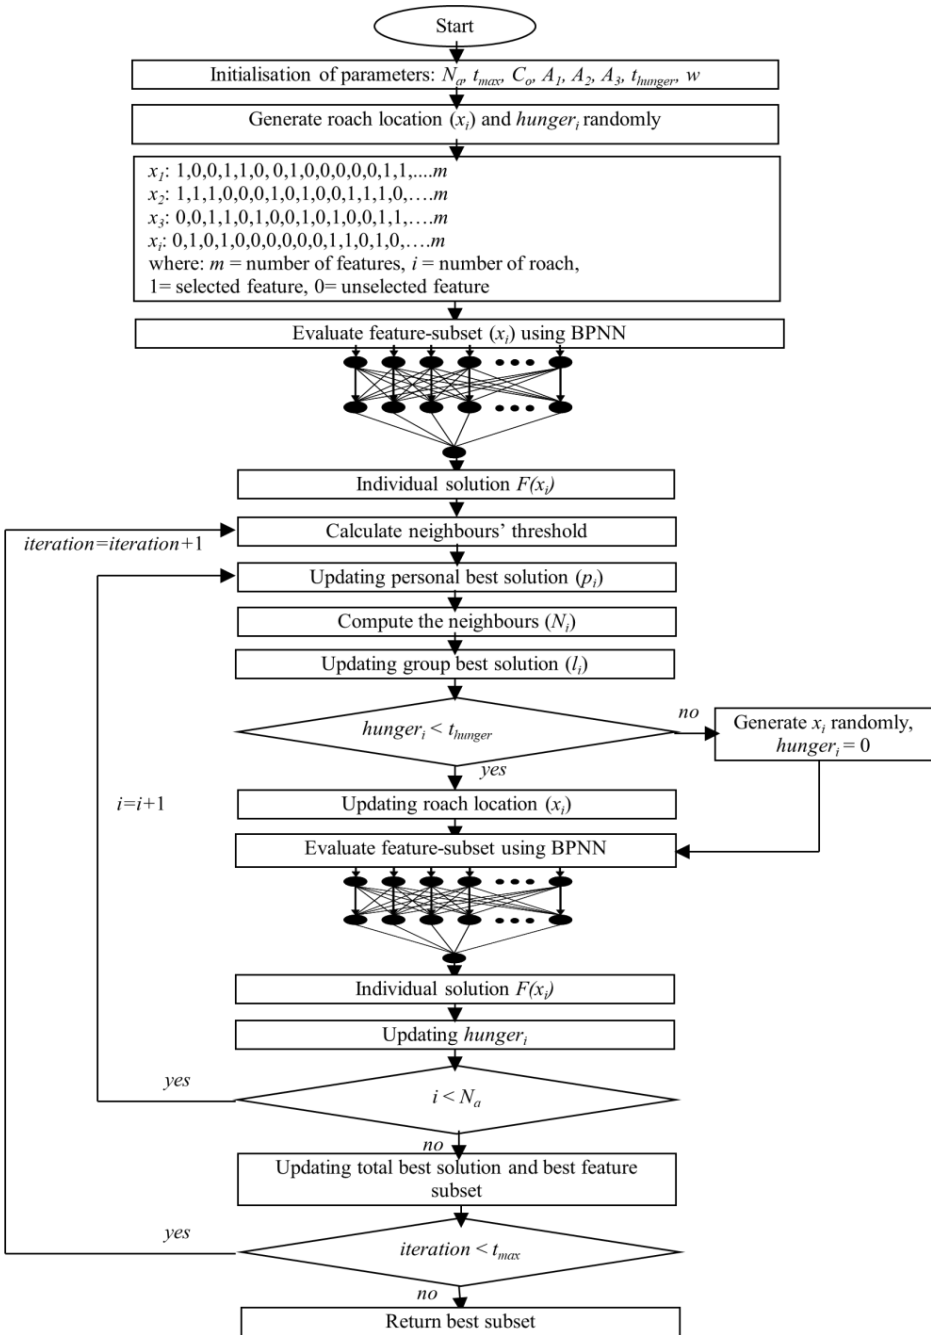 Start
Initialisation of parameters: Nₐ, tₘₐₓ, Cₒ, A₁, A₂, A₃, t_hunger, w
Generate roach location (xᵢ) and hungerᵢ randomly
x₁: 1,0,0,1,1,0, 0,1,0,0,0,0,0,1,1,....m
x₂: 1,1,1,0,0,0,1,0,1,0,0,1,1,1,0,….m
x₃: 0,0,1,1,0,1,0,0,1,0,1,0,0,1,1,….m
xᵢ: 0,1,0,1,0,0,0,0,0,0,1,1,0,1,0,….m
where: m = number of features, i = number of roach,
1= selected feature, 0= unselected feature
Evaluate feature-subset (xᵢ) using BPNN
Individual solution F(xᵢ)
Calculate neighbours’ threshold
iteration=iteration+1
Updating personal best solution (pᵢ)
Compute the neighbours (Nᵢ)
Updating group best solution (lᵢ)
hungerᵢ < t_hunger
no
Generate xᵢ randomly,
hungerᵢ = 0
yes
i=i+1
Updating roach location (xᵢ)
Evaluate feature-subset using BPNN
Individual solution F(xᵢ)
Updating hungerᵢ
yes
i < Nₐ
no
Updating total best solution and best feature
subset
yes
iteration < tₘₐₓ
no
Return best subset